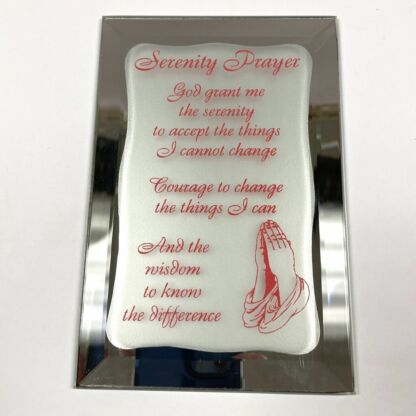 Serenity Prayer
God grant me
the serenity
to accept the things
I cannot change
Courage to change
the things I can
And the
wisdom
to know
the difference